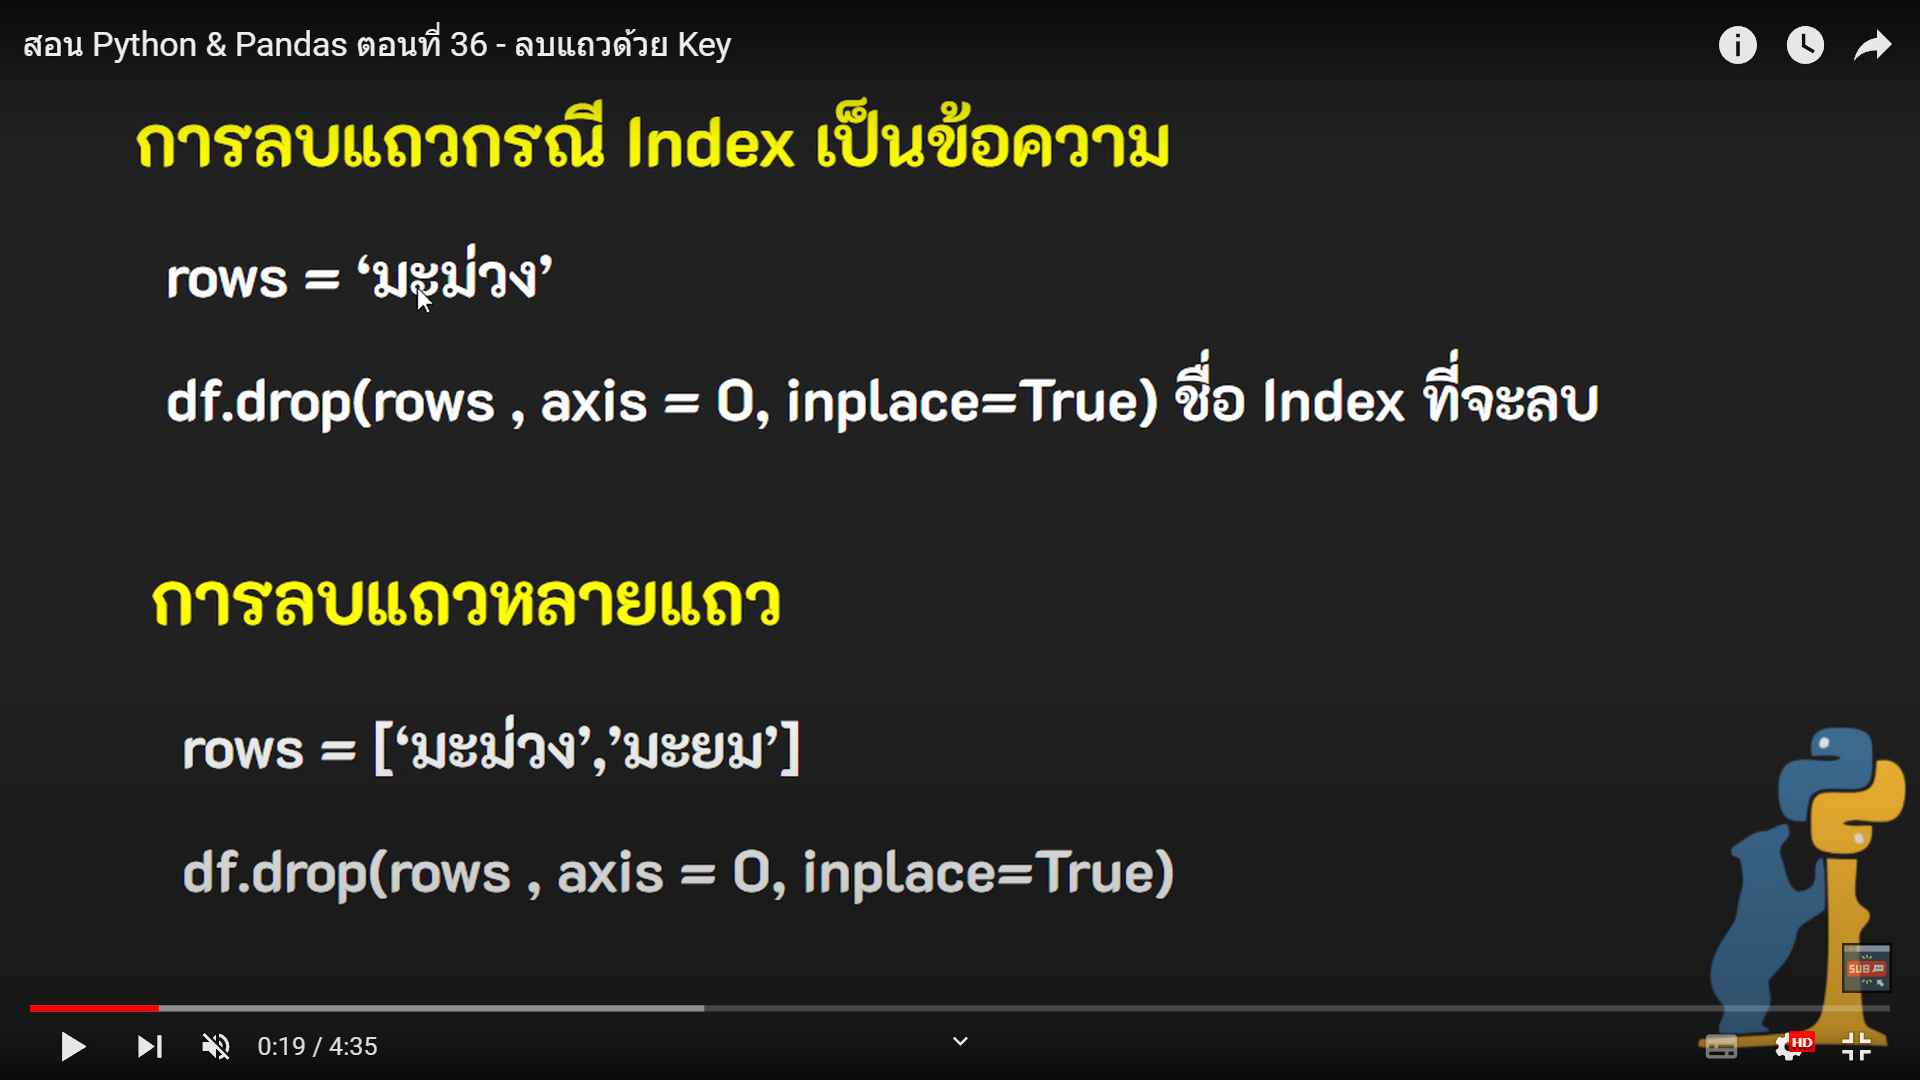 สอน Python & Pandas ตอนที่ 36 - ลบแถวด้วย Key
การลบแถวกรณี Index เป็นข้อความ
rows = ‘มะม่วง’
df.drop(rows , axis = 0, inplace=True) ชื่อ Index ที่จะลบ
การลบแถวหลายแถว
rows = [‘มะม่วง’,’มะยม’]
df.drop(rows , axis = 0, inplace=True)
SUB
0:19 / 4:35
HD